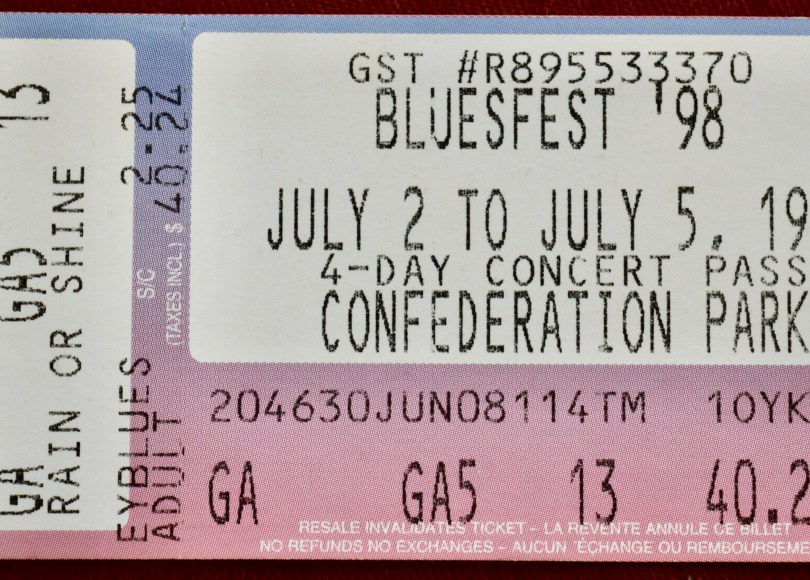 13
GA5
GA
RAIN OR SHINE
S/C 2.25
(TAXES INCL.) $ 40.24
EYBLUES
ADULT
GST #R895533370
BLUESFEST '98
JULY 2 TO JULY 5, 19
4-DAY CONCERT PASS
CONFEDERATION PARK
204630JUN08114TM 10YK
GA GA5 13 40.2
RESALE INVALIDATES TICKET – LA REVENTE ANNULE CE BILLET
NO REFUNDS NO EXCHANGES – AUCUN ÉCHANGE OU REMBOURSEME